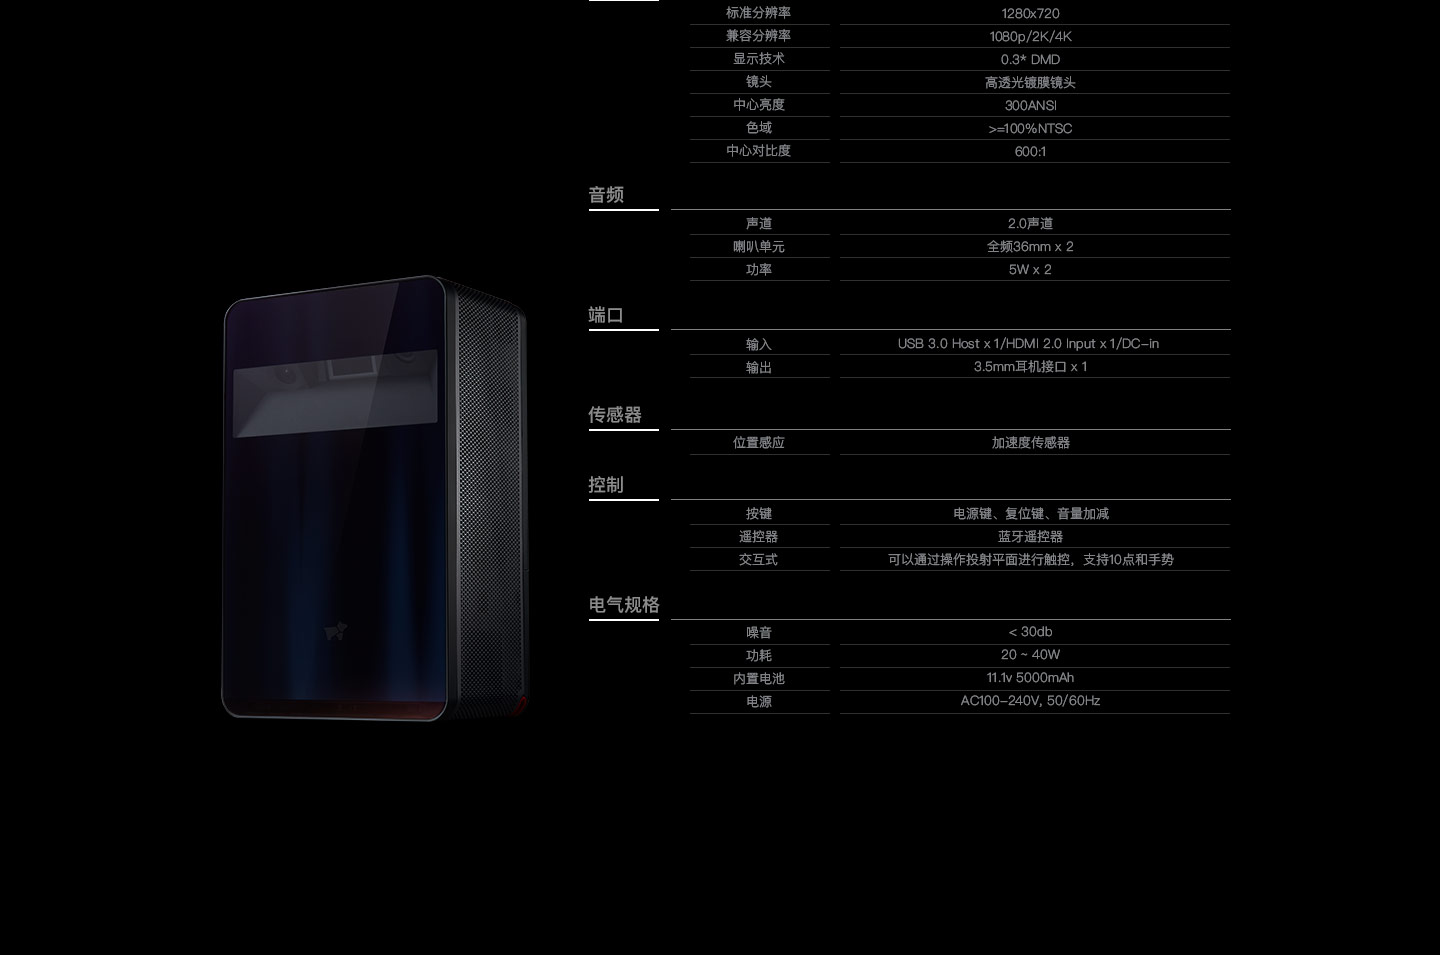 标准分辨率 1280x720
兼容分辨率 1080p/2K/4K
显示技术 0.3* DMD
镜头 高透光镀膜镜头
中心亮度 300ANSI
色域 >=100%NTSC
中心对比度 600:1
音频
声道 2.0声道
喇叭单元 全频36mm x 2
功率 5W x 2
端口
输入 USB 3.0 Host x 1/HDMI 2.0 Input x 1/DC-in
输出 3.5mm耳机接口 x 1
传感器
位置感应 加速度传感器
控制
按键 电源键、复位键、音量加减
遥控器 蓝牙遥控器
交互式 可以通过操作投射平面进行触控，支持10点和手势
电气规格
噪音 < 30db
功耗 20 ~ 40W
内置电池 11.1v 5000mAh
电源 AC100-240V, 50/60Hz